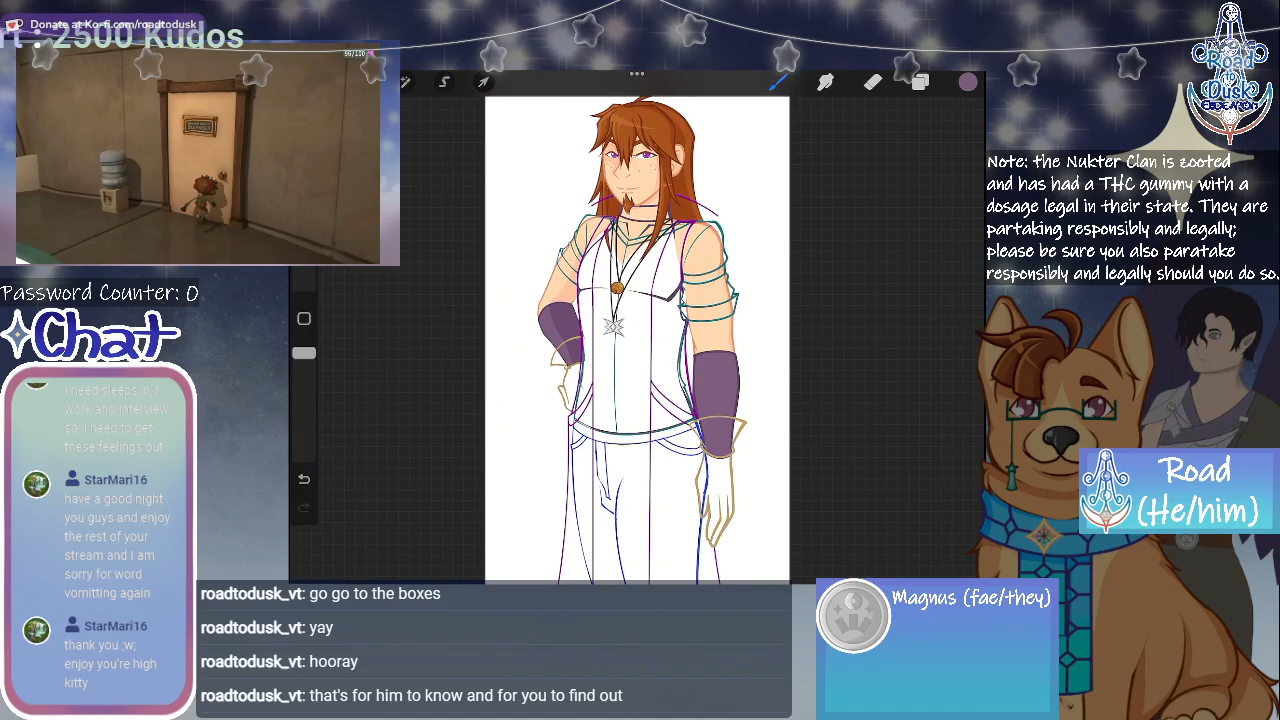 Donate at Ko-fi.com/roadtodusk
rt : 2500 Kudos
Road
to
Dusk
Note: the Nukter Clan is zooted
and has had a THC gummy with a
dosage legal in their state. They are
partaking responsibly and legally;
please be sure you also paratake
responsibly and legally should you do so.
Password Counter: 0
Chat
I need sleeps n I
work and interview
so. I need to get
these feelings out
StarMari16
have a good night
you guys and enjoy
the rest of your
stream and I am
sorry for word
vomitting again
StarMari16
thank you ;w;
enjoy you're high
kitty
roadtodusk_vt: go go to the boxes
roadtodusk_vt: yay
roadtodusk_vt: hooray
roadtodusk_vt: that's for him to know and for you to find out
Road
(He/him)
Magnus (fae/they)